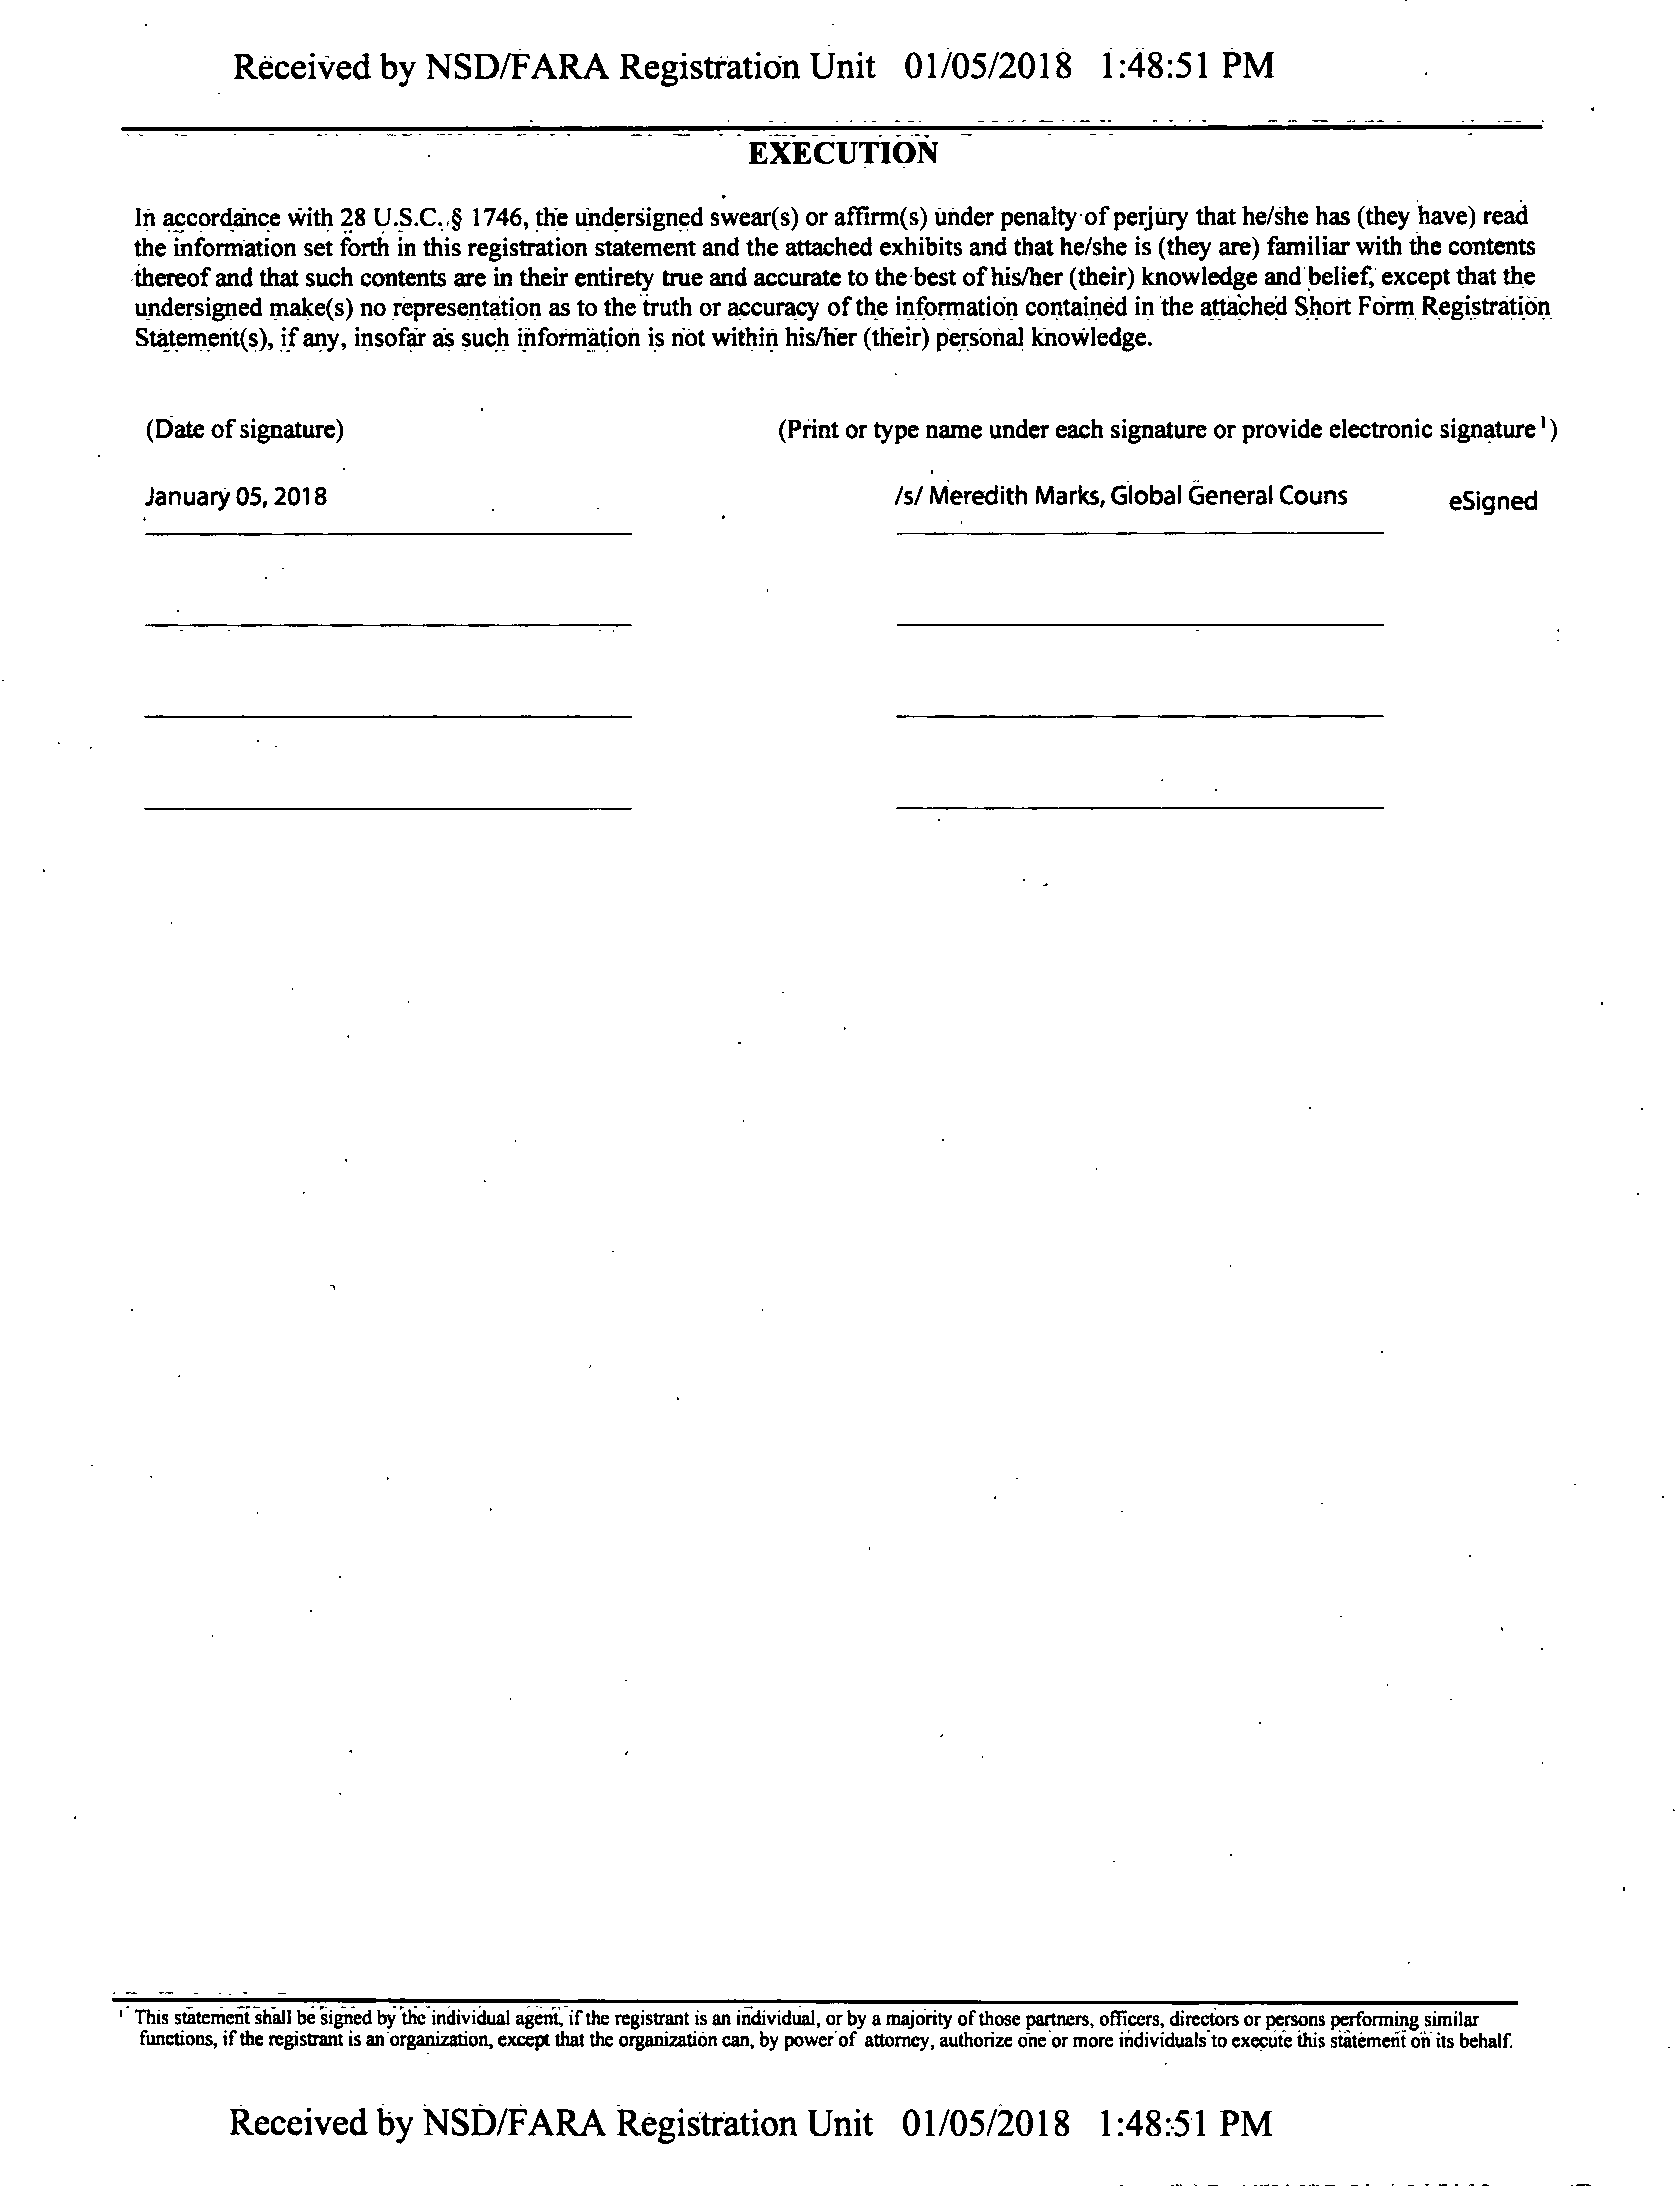 Received by NSD/FARA Registration Unit 01/05/2018 1:48:51 PM
EXECUTION
In accordance with 28 U.S.C. § 1746, the undersigned swear(s) or affirm(s) under penalty of perjury that he/she has (they have) read
the information set forth in this registration statement and the attached exhibits and that he/she is (they are) familiar with the contents
thereof and that such contents are in their entirety true and accurate to the best of his/her (their) knowledge and belief, except that the
undersigned make(s) no representation as to the truth or accuracy of the information contained in the attached Short Form Registration
Statement(s), if any, insofar as such information is not within his/her (their) personal knowledge.
(Date of signature) (Print or type name under each signature or provide electronic signature¹)
January 05, 2018 /s/ Meredith Marks, Global General Couns eSigned
¹ This statement shall be signed by the individual agent, if the registrant is an individual, or by a majority of those partners, officers, directors or persons performing similar
functions, if the registrant is an organization, except that the organization can, by power of attorney, authorize one or more individuals to execute this statement on its behalf.
Received by NSD/FARA Registration Unit 01/05/2018 1:48:51 PM